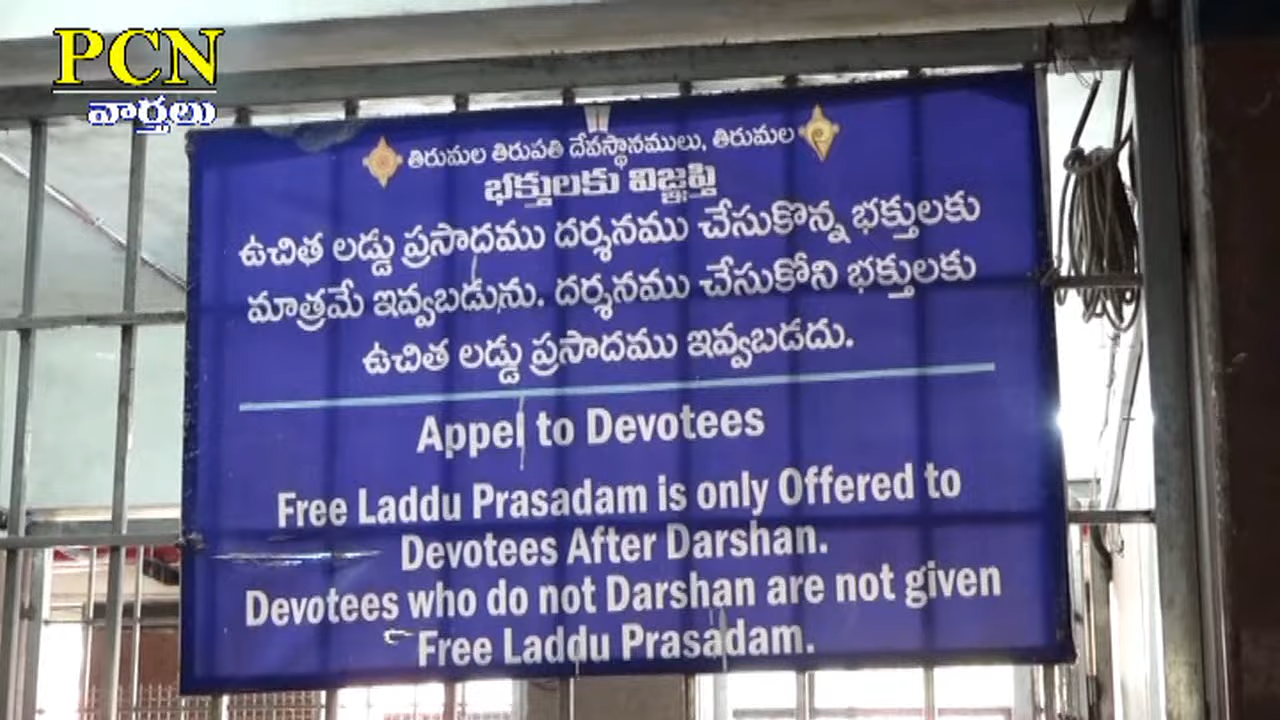 PCN
వార్తలు
తిరుమల తిరుపతి దేవస్థానములు, తిరుమల
భక్తులకు విజ్ఞప్తి
ఉచిత లడ్డు ప్రసాదము దర్శనము చేసుకొన్న భక్తులకు
మాత్రమే ఇవ్వబడును. దర్శనము చేసుకోని భక్తులకు
ఉచిత లడ్డు ప్రసాదము ఇవ్వబడదు.
Appel to Devotees
Free Laddu Prasadam is only Offered to
Devotees After Darshan.
Devotees who do not Darshan are not given
Free Laddu Prasadam.